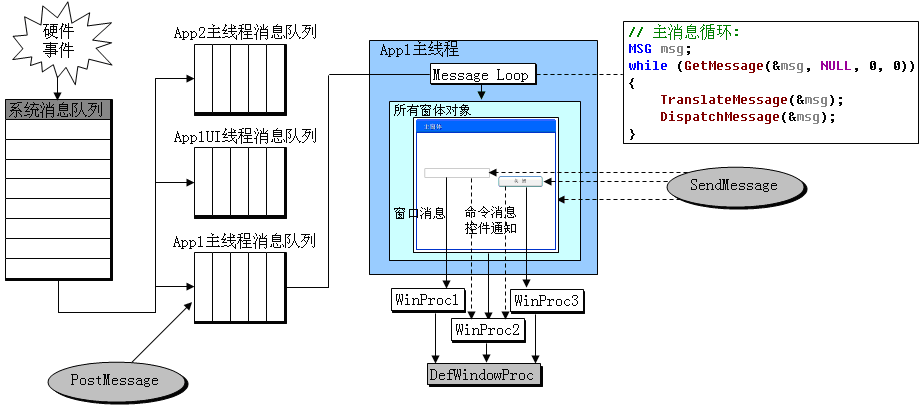 硬件
事件
系统消息队列
App2主线程消息队列
App1UI线程消息队列
App1主线程消息队列
PostMessage
App1主线程
Message Loop
所有窗体对象
主窗体
窗口消息
命令消息
控件通知
WinProc1
WinProc2
WinProc3
DefWindowProc
// 主消息循环:
MSG msg;
while (GetMessage(&msg, NULL, 0, 0))
{
TranslateMessage(&msg);
DispatchMessage(&msg);
}
SendMessage